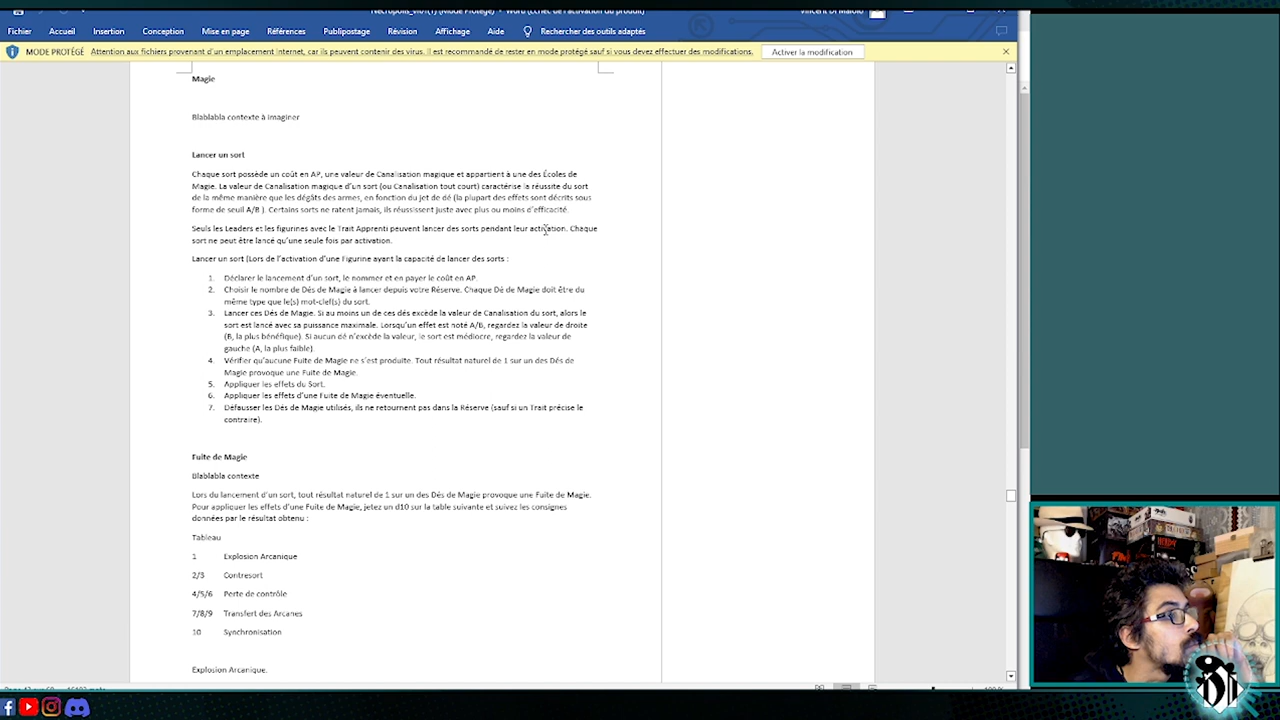 Necropolis_v101(1) (Mode Protégé) - Word (Échec de l'activation du produit)
Fichier Accueil Insertion Conception Mise en page Références Publipostage Révision Affichage Aide Rechercher des outils adaptés
MODE PROTÉGÉ Attention aux fichiers provenant d'un emplacement Internet, car ils peuvent contenir des virus. Il est recommandé de rester en mode protégé sauf si vous devez effectuer des modifications. Activer la modification
Magie
Blablabla contexte à imaginer
Lancer un sort
Chaque sort possède un coût en AP, une valeur de Canalisation magique et appartient à une des Écoles de
Magie. La valeur de Canalisation magique d'un sort (ou Canalisation tout court) caractérise la réussite du sort
de la même manière que les dégâts des armes, en fonction du jet de dé (la plupart des effets sont décrits sous
forme de seuil A/B ). Certains sorts ne ratent jamais, ils réussissent juste avec plus ou moins d'efficacité.
Seuls les Leaders et les figurines avec le Trait Apprenti peuvent lancer des sorts pendant leur activation. Chaque
sort ne peut être lancé qu'une seule fois par activation.
Lancer un sort (Lors de l'activation d'une Figurine ayant la capacité de lancer des sorts :
1. Déclarer le lancement d'un sort, le nommer et en payer le coût en AP.
2. Choisir le nombre de Dés de Magie à lancer depuis votre Réserve. Chaque Dé de Magie doit être du
même type que le(s) mot-clef(s) du sort.
3. Lancer ces Dés de Magie. Si au moins un de ces dés excède la valeur de Canalisation du sort, alors le
sort est lancé avec sa puissance maximale. Lorsqu'un effet est noté A/B, regardez la valeur de droite
(B, la plus bénéfique). Si aucun dé n'excède la valeur, le sort est médiocre, regardez la valeur de
gauche (A, la plus faible).
4. Vérifier qu'aucune Fuite de Magie ne s'est produite. Tout résultat naturel de 1 sur un des Dés de
Magie provoque une Fuite de Magie.
5. Appliquer les effets du Sort.
6. Appliquer les effets d'une Fuite de Magie éventuelle.
7. Défausser les Dés de Magie utilisés, ils ne retournent pas dans la Réserve (sauf si un Trait précise le
contraire).
Fuite de Magie
Blablabla contexte
Lors du lancement d'un sort, tout résultat naturel de 1 sur un des Dés de Magie provoque une Fuite de Magie.
Pour appliquer les effets d'une Fuite de Magie, jetez un d10 sur la table suivante et suivez les consignes
données par le résultat obtenu :
Tableau
1 Explosion Arcanique
2/3 Contresort
4/5/6 Perte de contrôle
7/8/9 Transfert des Arcanes
10 Synchronisation
Explosion Arcanique.